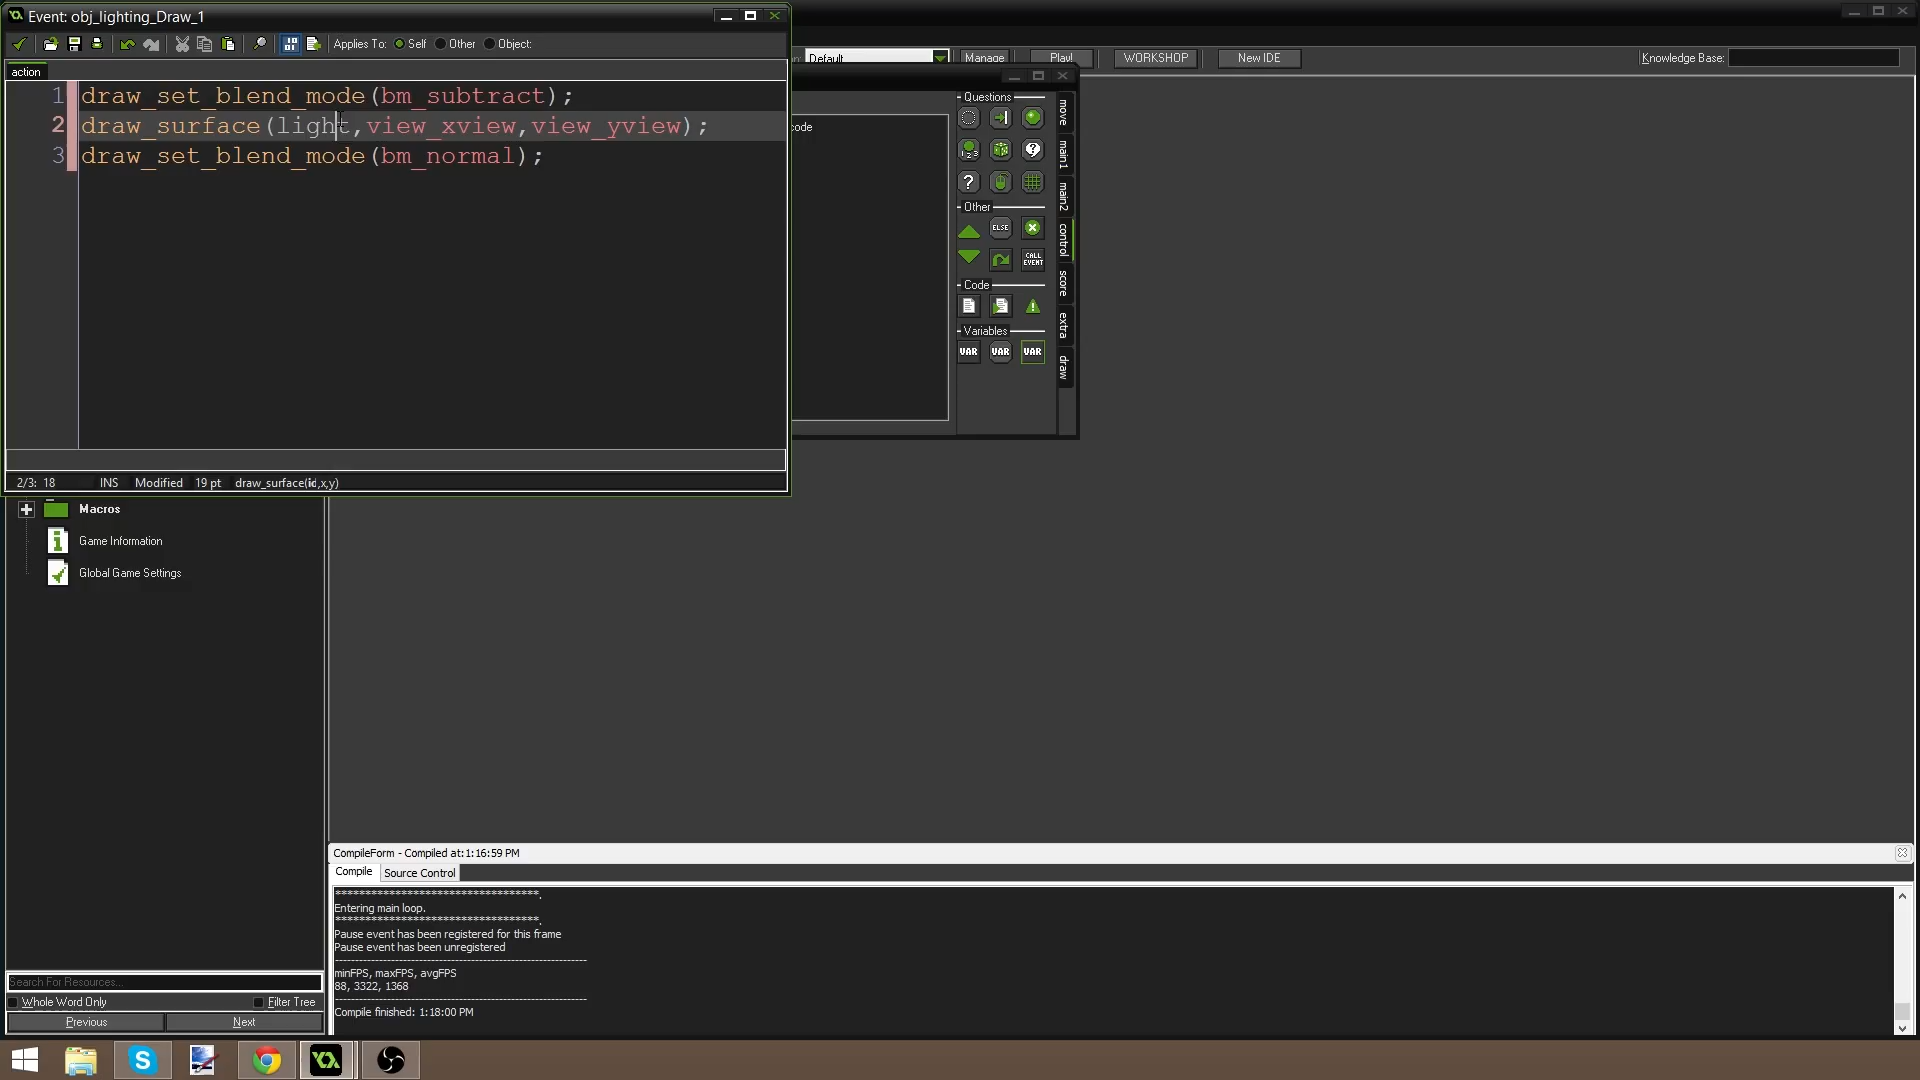 Event: obj_lighting_Draw_1
Applies To: Self Other Object:
Default Manage Play! WORKSHOP New IDE Knowledge Base:
action
1 draw_set_blend_mode(bm_subtract);
2 draw_surface(light,view_xview,view_yview);
3 draw_set_blend_mode(bm_normal);
2/3: 18 INS Modified 19 pt draw_surface(id,x,y)
code
Questions
Other
ELSE
CALL EVENT
Code
Variables
VAR VAR VAR
move
main1
main2
control
score
extra
draw
Macros
Game Information
Global Game Settings
Search For Resources...
Whole Word Only Filter Tree
Previous Next
CompileForm - Compiled at:1:16:59 PM
Compile Source Control
***********************************.
Entering main loop.
***********************************.
Pause event has been registered for this frame
Pause event has been unregistered
---------------------------------------------------------------
minFPS, maxFPS, avgFPS
88, 3322, 1368
---------------------------------------------------------------
Compile finished: 1:18:00 PM